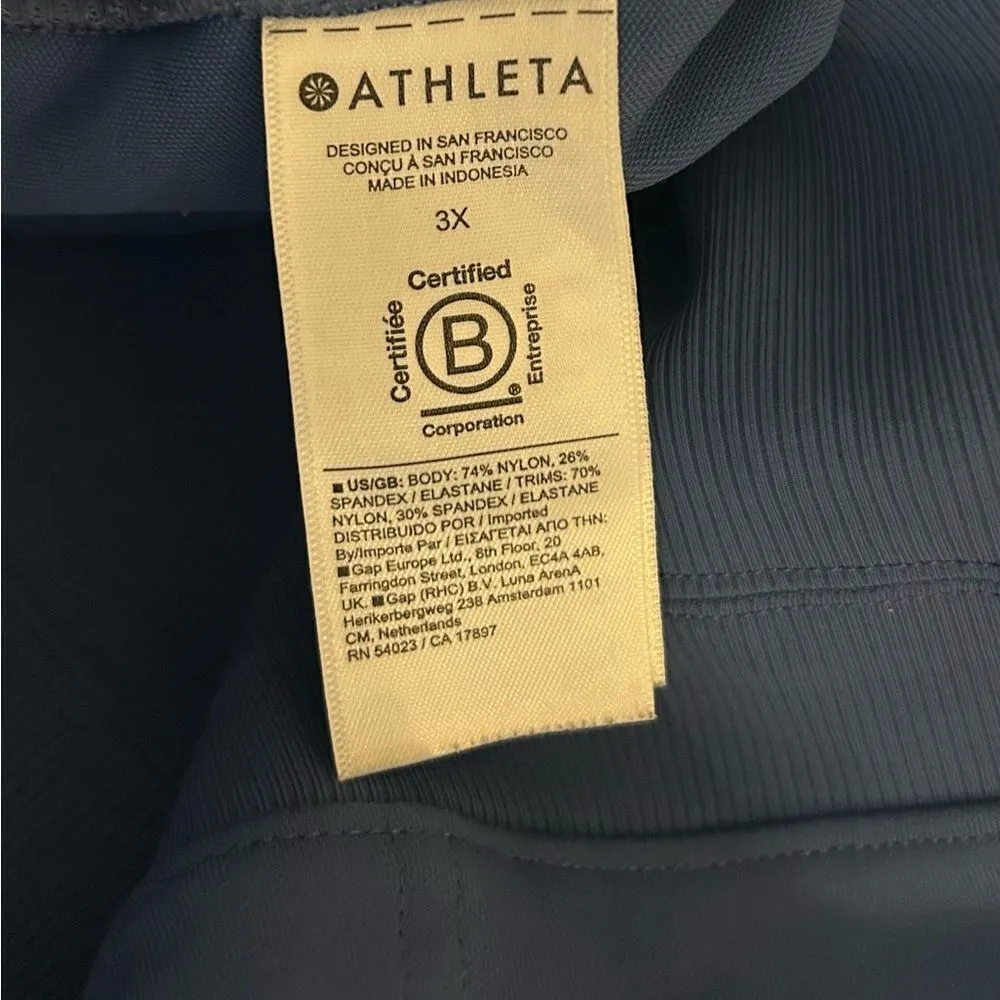 ATHLETA
DESIGNED IN SAN FRANCISCO
CONÇU À SAN FRANCISCO
MADE IN INDONESIA
3X
Certified
Certifiée
B
Entreprise
®
Corporation
■ US/GB: BODY: 74% NYLON, 26%
SPANDEX / ELASTANE / TRIMS: 70%
NYLON, 30% SPANDEX / ELASTANE
DISTRIBUIDO POR / Imported
By/Importe Par / ΕΙΣΑΓΕΤΑΙ ΑΠΟ ΤΗΝ:
■Gap Europe Ltd., 8th Floor, 20
Farringdon Street, London, EC4A 4AB,
UK. ■Gap (RHC) B.V. Luna ArenA
Herikerbergweg 238 Amsterdam 1101
CM, Netherlands
RN 54023 / CA 17897